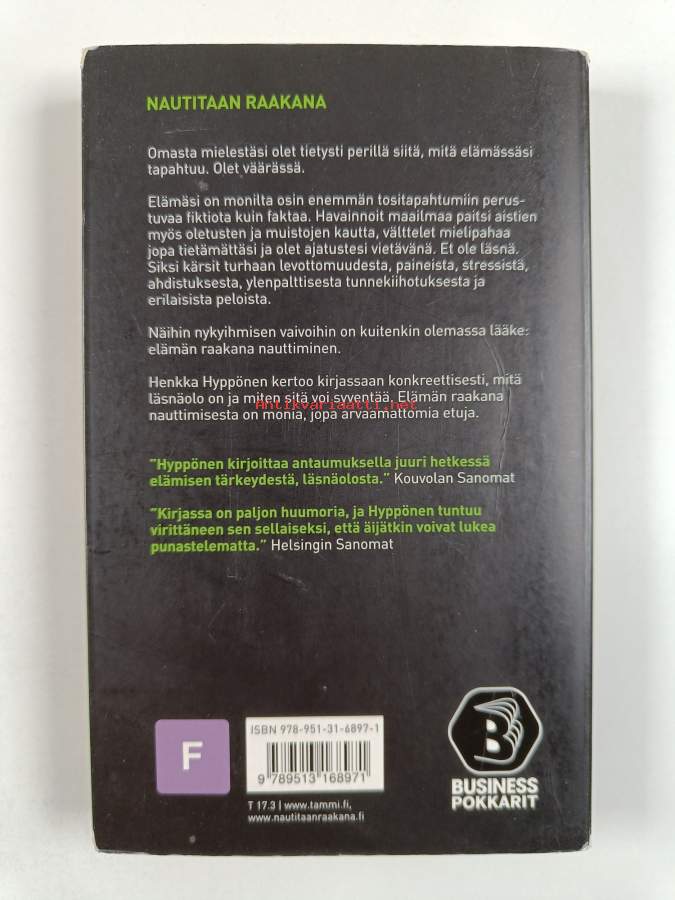 NAUTITAAN RAAKANA
Omasta mielestäsi olet tietysti perillä siitä, mitä elämässäsi
tapahtuu. Olet väärässä.
Elämäsi on monilta osin enemmän tositapahtumiin perus-
tuvaa fiktiota kuin faktaa. Havainnoit maailmaa paitsi aistien
myös oletusten ja muistojen kautta, välttelet mielipahaa
jopa tietämättäsi ja olet ajatustesi vietävänä. Et ole läsnä.
Siksi kärsit turhaan levottomuudesta, paineista, stressistä,
ahdistuksesta, ylenpalttisesta tunnekiihotuksesta ja
erilaisista peloista.
Näihin nykyihmisen vaivoihin on kuitenkin olemassa lääke:
elämän raakana nauttiminen.
Henkka Hyppönen kertoo kirjassaan konkreettisesti, mitä
läsnäolo on ja miten sitä voi syventää. Elämän raakana
Antikvariaatti.net
nauttimisesta on monia, jopa arvaamattomia etuja.
"Hyppönen kirjoittaa antaumuksella juuri hetkessä
elämisen tärkeydestä, läsnäolosta." Kouvolan Sanomat
"Kirjassa on paljon huumoria, ja Hyppönen tuntuu
virittäneen sen sellaiseksi, että äijätkin voivat lukea
punastelematta." Helsingin Sanomat
F
ISBN 978-951-31-6897-1
9 789513 168971
T 17.3 | www.tammi.fi,
www.nautitaanraakana.fi
B
BUSINESS
POKKARIT